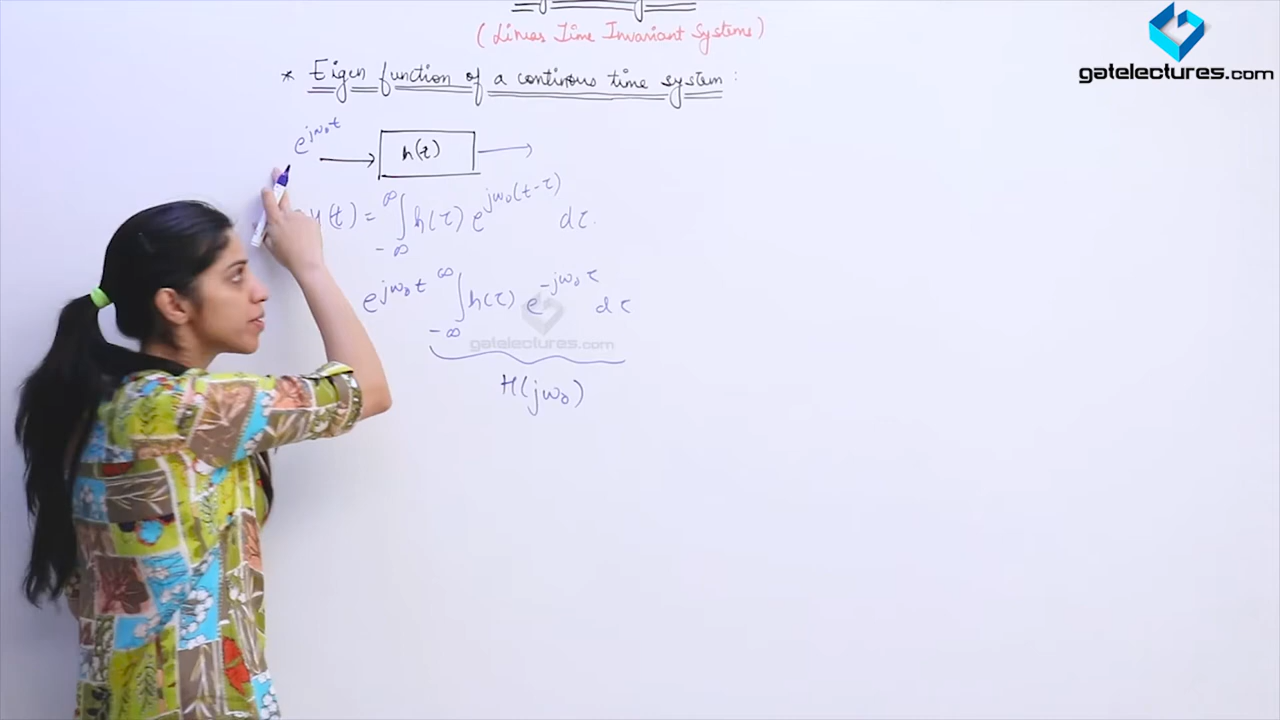 (Linear Time Invariant Systems)
gatelectures.com
* Eigen function of a continous time system :
e^{jω₀t} → h(τ) →
y(t) = ∫_{-∞}^{∞} h(τ) e^{jω₀(t-τ)} dτ.
e^{jω₀t} ∫_{-∞}^{∞} h(τ) e^{-jω₀τ} dτ
gatelectures.com
H(jω₀)